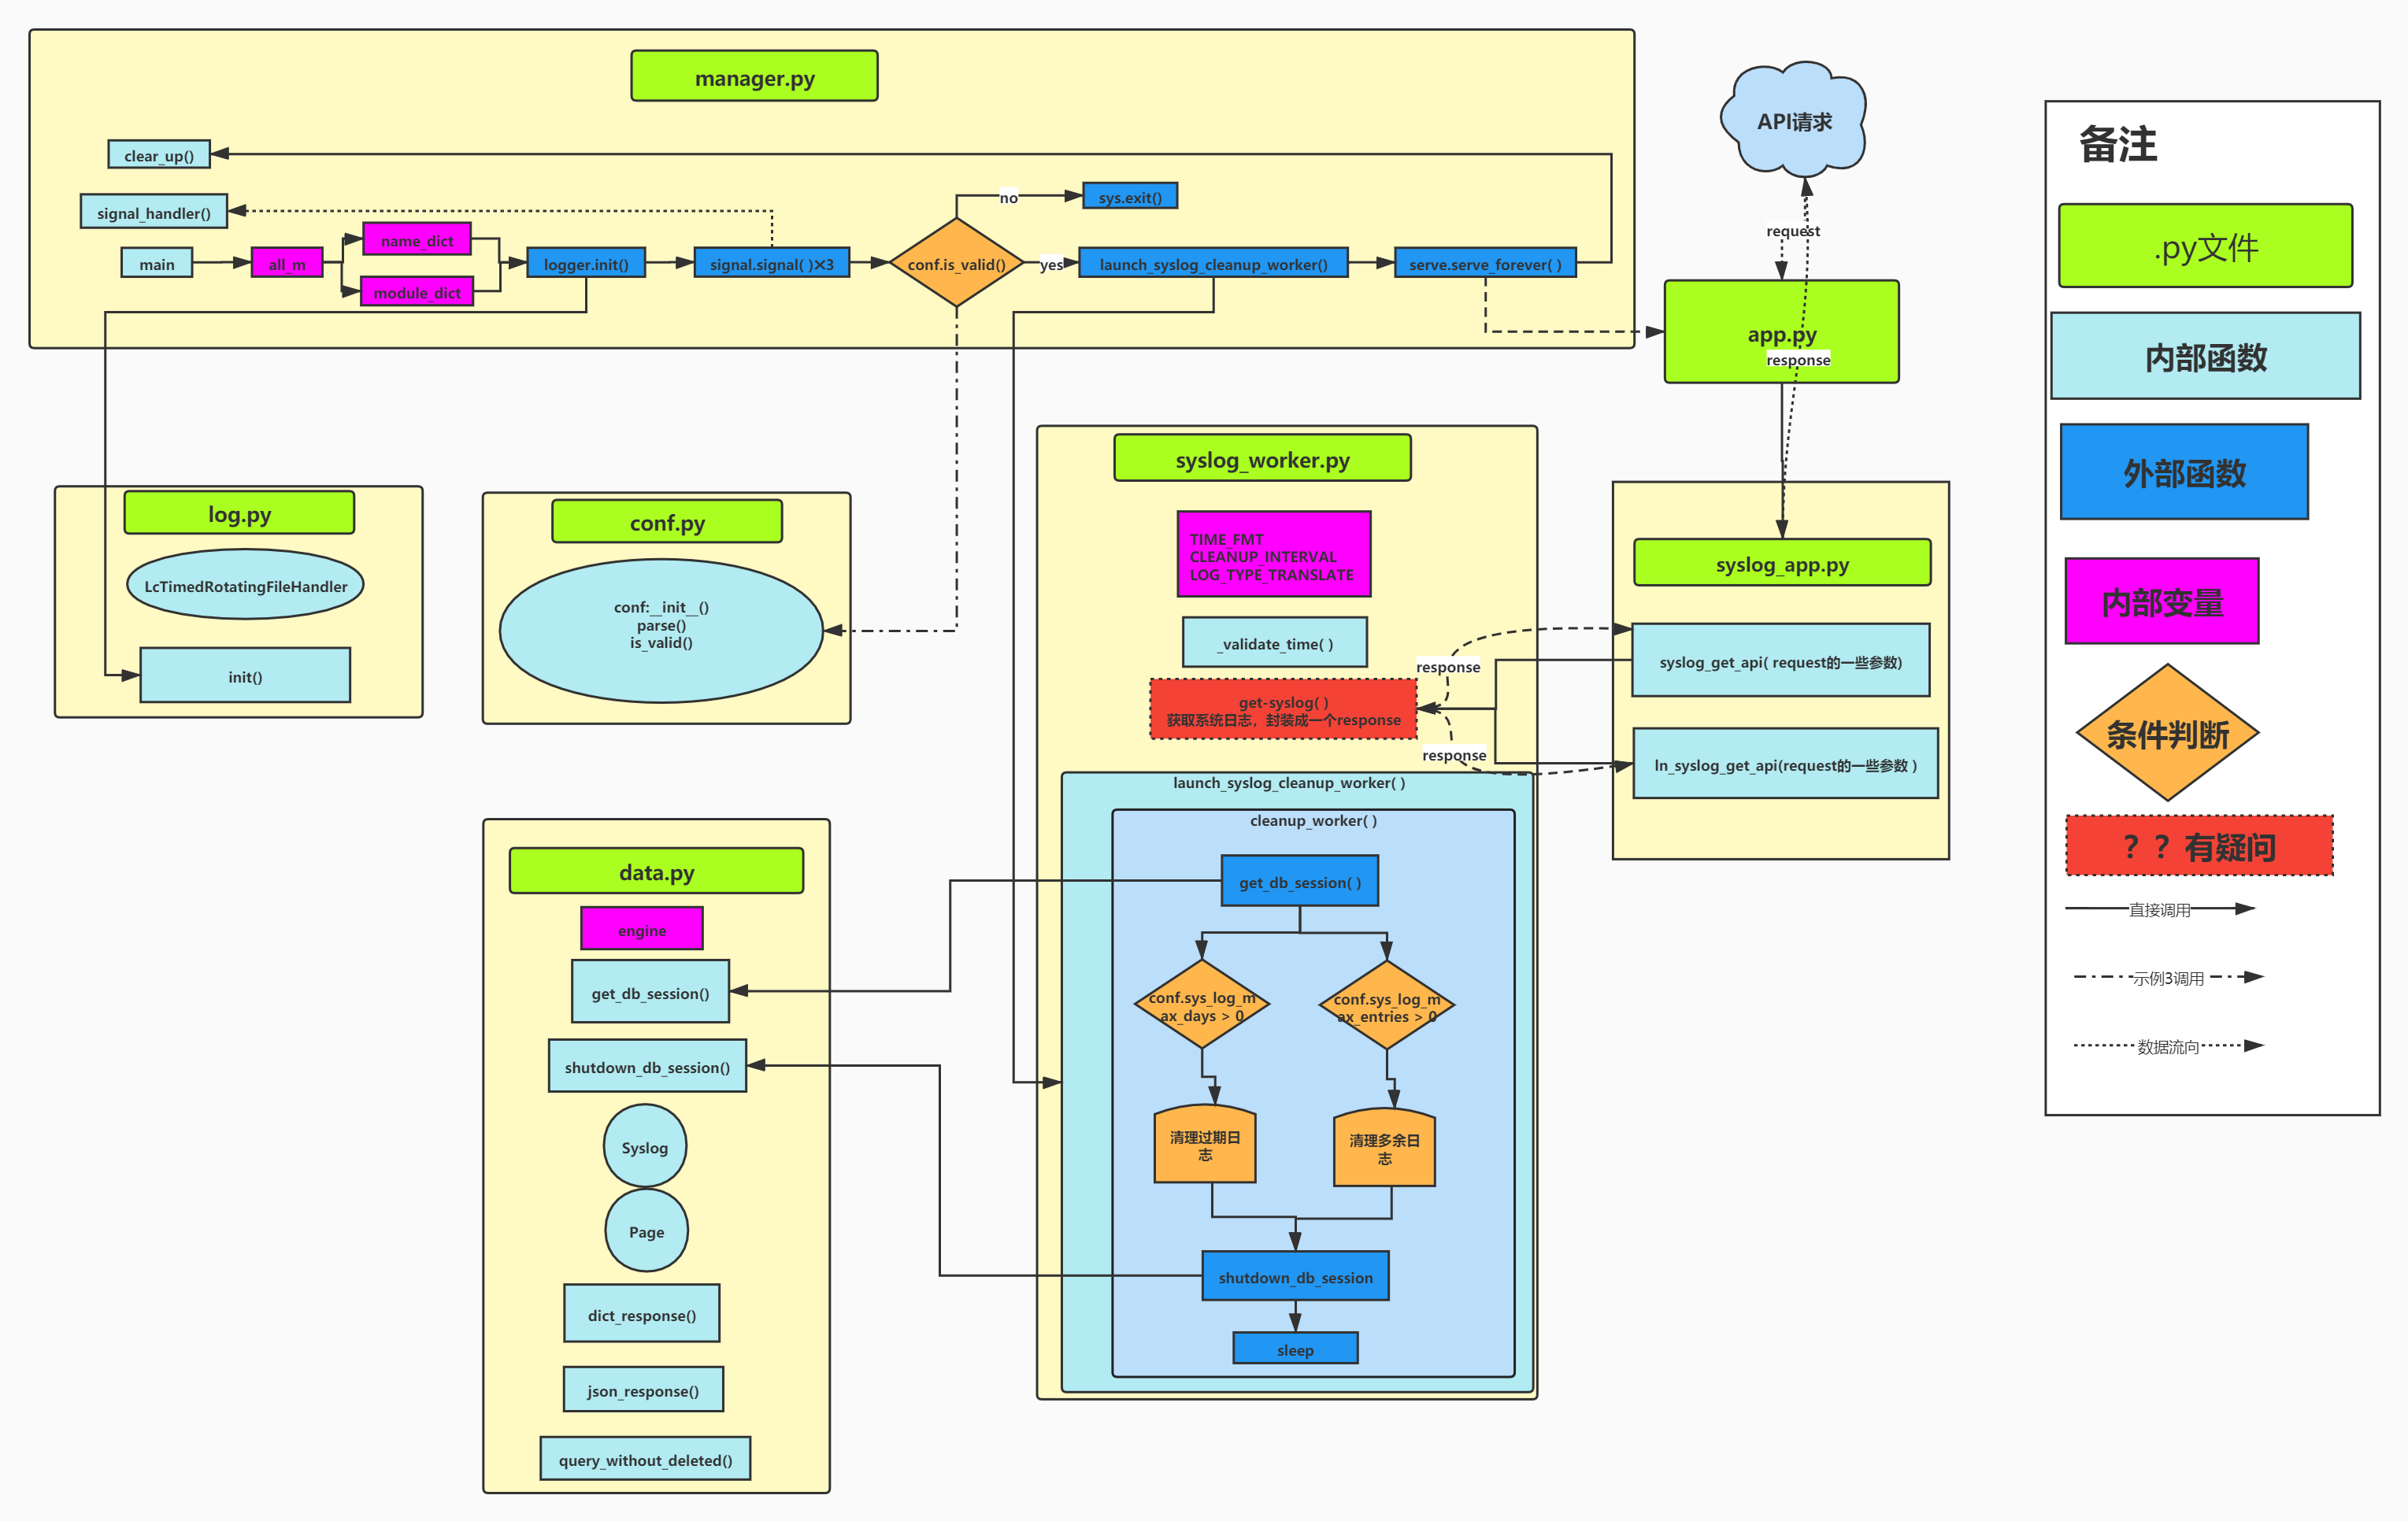 manager.py
clear_up()
signal_handler()
main
all_m
name_dict
module_dict
logger.init()
signal.signal( )×3
conf.is_valid()
no
sys.exit()
yes
launch_syslog_cleanup_worker()
serve.serve_forever( )
API请求
request
app.py
response
log.py
LcTimedRotatingFileHandler
init()
conf.py
conf:__init__()
parse()
is_valid()
syslog_worker.py
TIME_FMT
CLEANUP_INTERVAL
LOG_TYPE_TRANSLATE
_validate_time( )
get-syslog( )
获取系统日志，封装成一个response
response
response
syslog_app.py
syslog_get_api( request的一些参数)
ln_syslog_get_api(request的一些参数 )
launch_syslog_cleanup_worker( )
cleanup_worker( )
get_db_session( )
conf.sys_log_m
ax_days > 0
conf.sys_log_m
ax_entries > 0
清理过期日
志
清理多余日
志
shutdown_db_session
sleep
data.py
engine
get_db_session()
shutdown_db_session()
Syslog
Page
dict_response()
json_response()
query_without_deleted()
备注
.py文件
内部函数
外部函数
内部变量
条件判断
？？有疑问
直接调用
示例3调用
数据流向